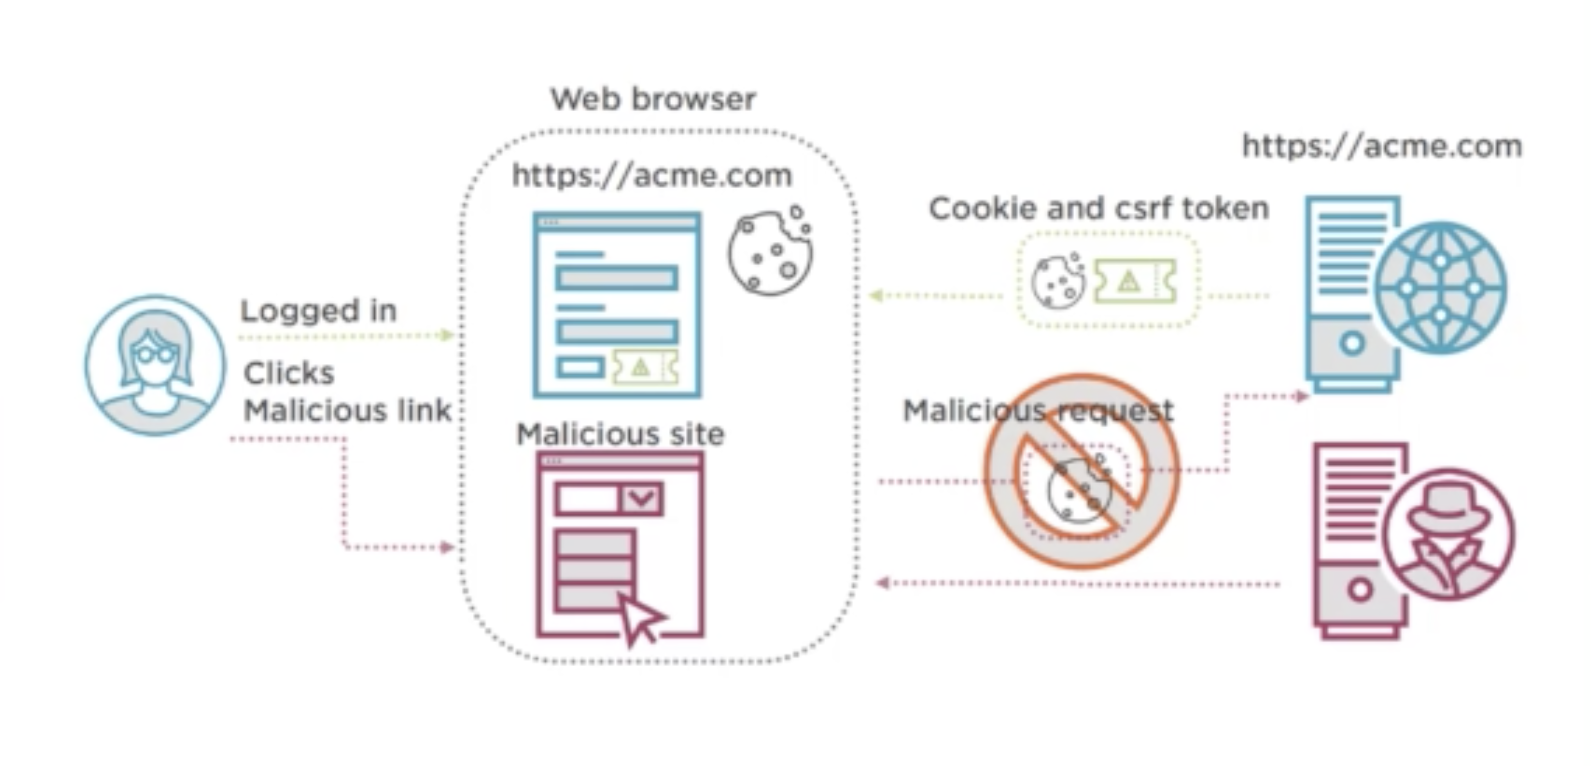 Web browser
https://acme.com
https://acme.com
Cookie and csrf token
Logged in
Clicks
Malicious link
Malicious request
Malicious site